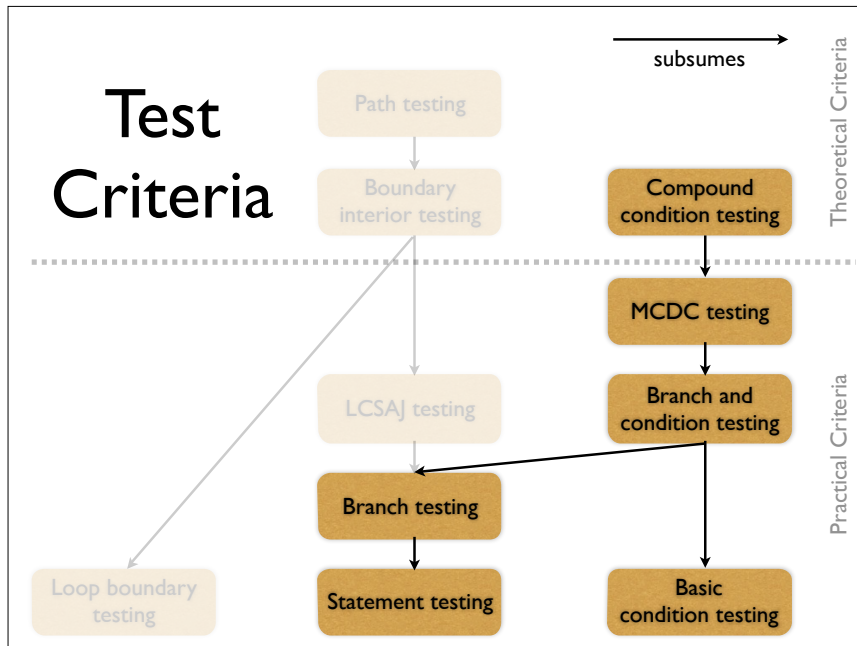 subsumes
Theoretical Criteria
Test
Criteria
Path testing
Boundary
interior testing
Compound
condition testing
MCDC testing
Practical Criteria
LCSAJ testing
Branch and
condition testing
Branch testing
Loop boundary
testing
Statement testing
Basic
condition testing